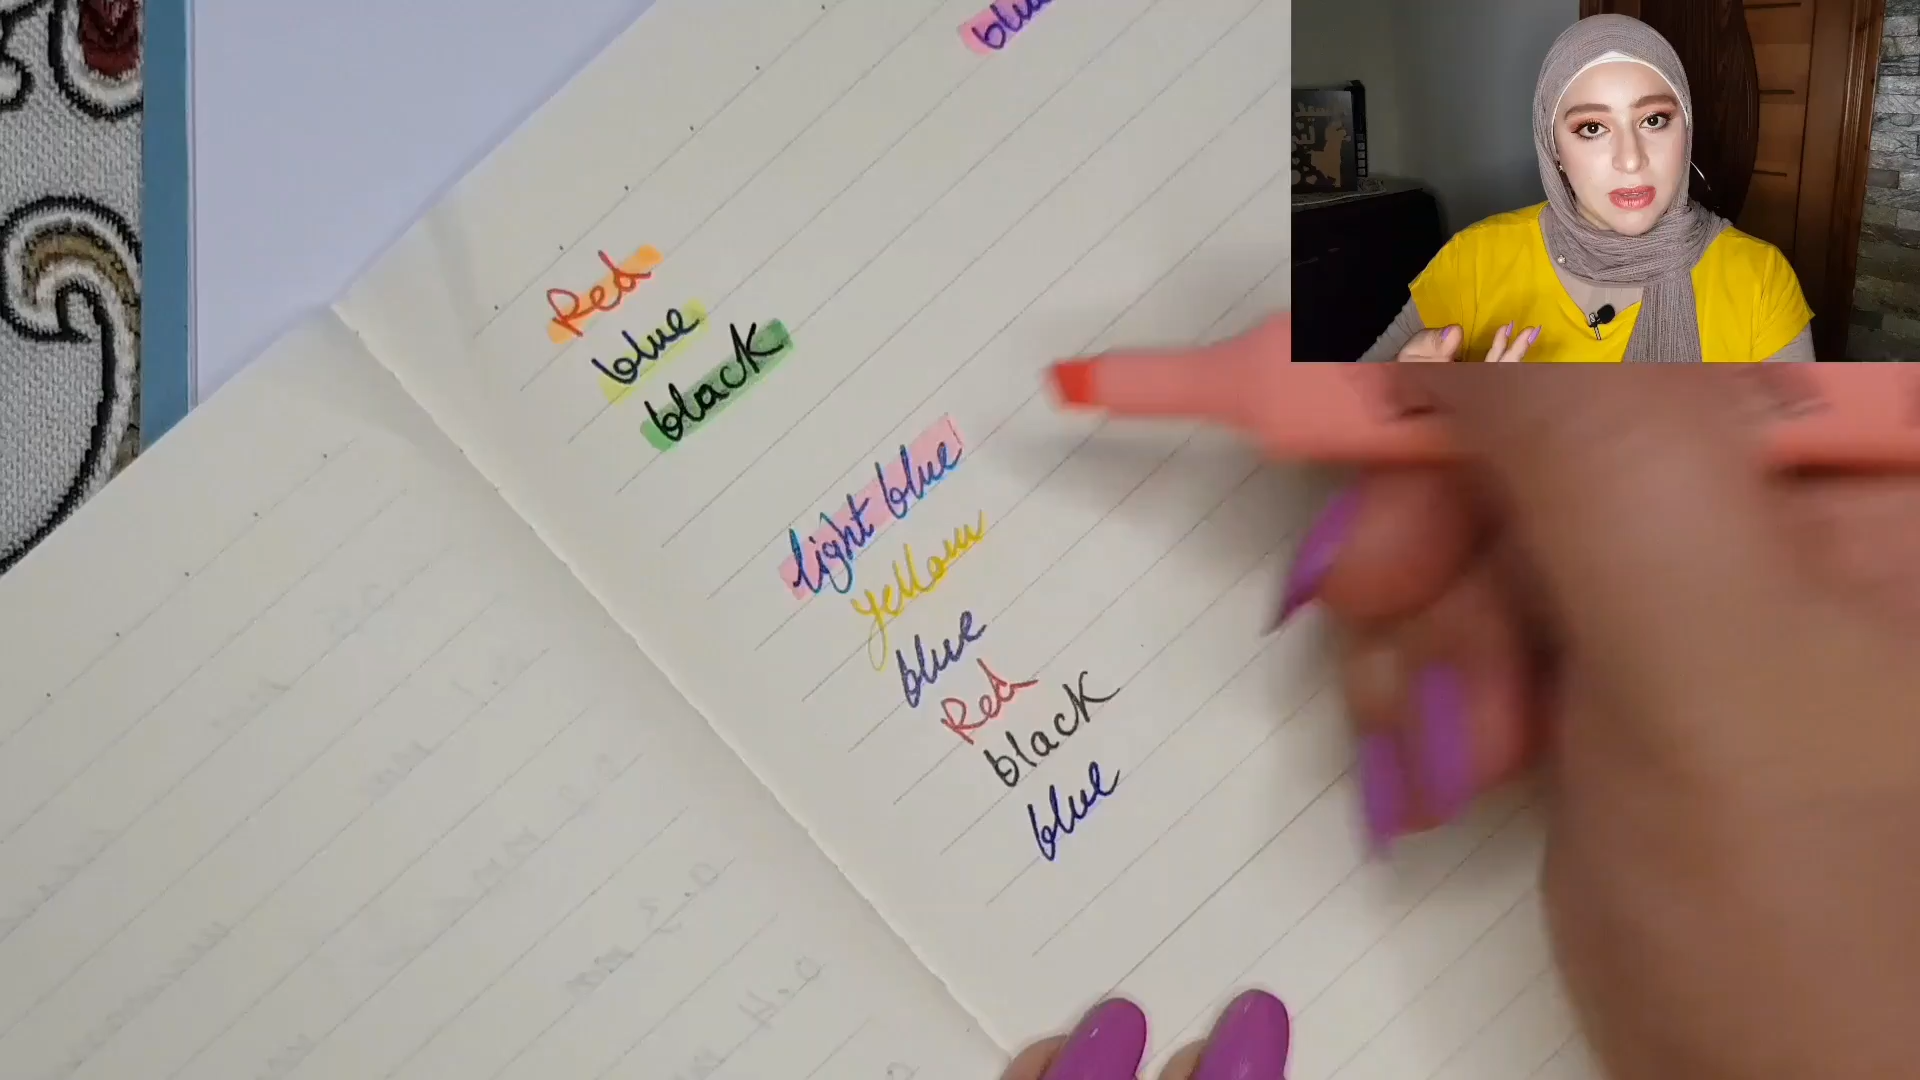 Red
blue
black
light blue
yellow
blue
Red
black
blue